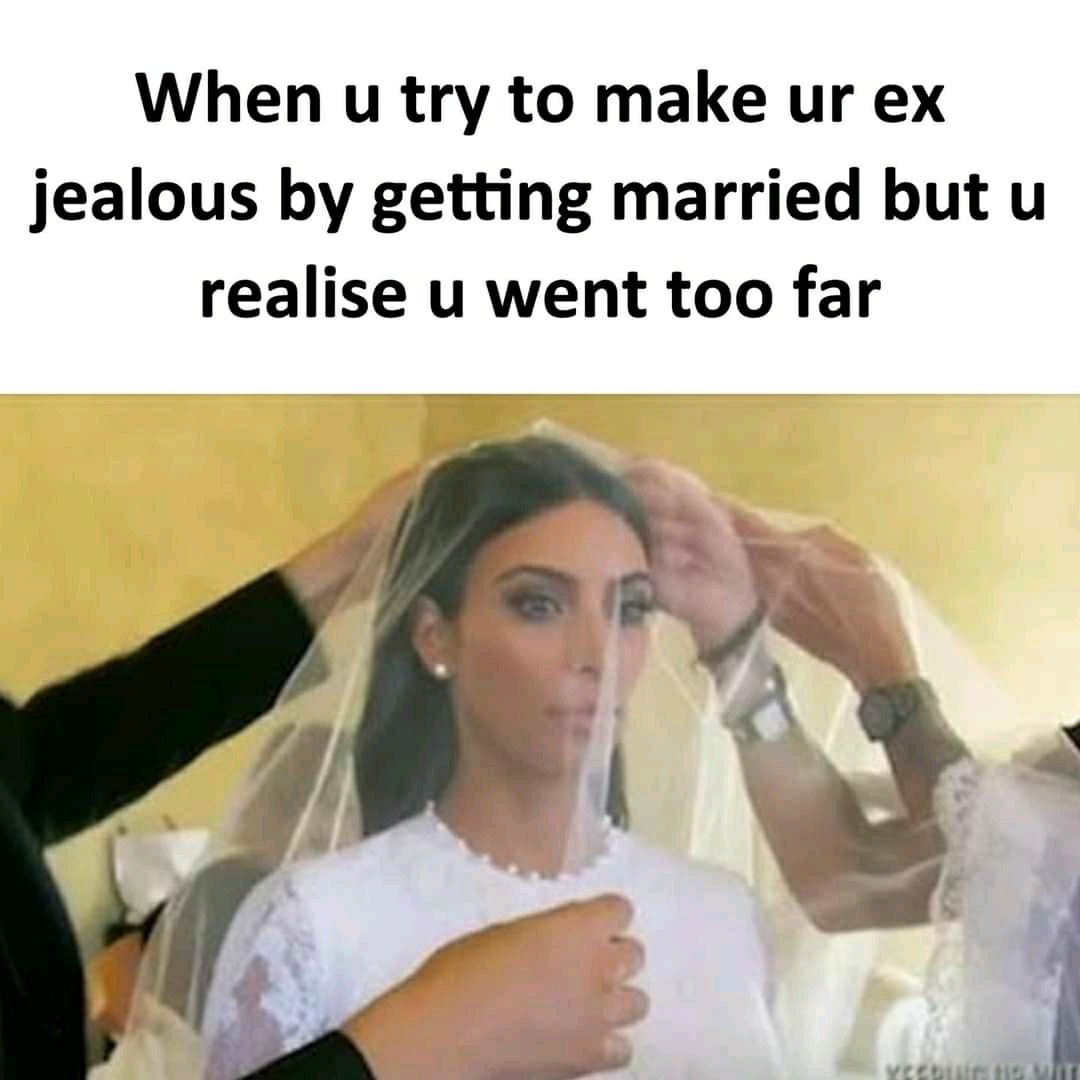 When u try to make ur ex
jealous by getting married but u
realise u went too far